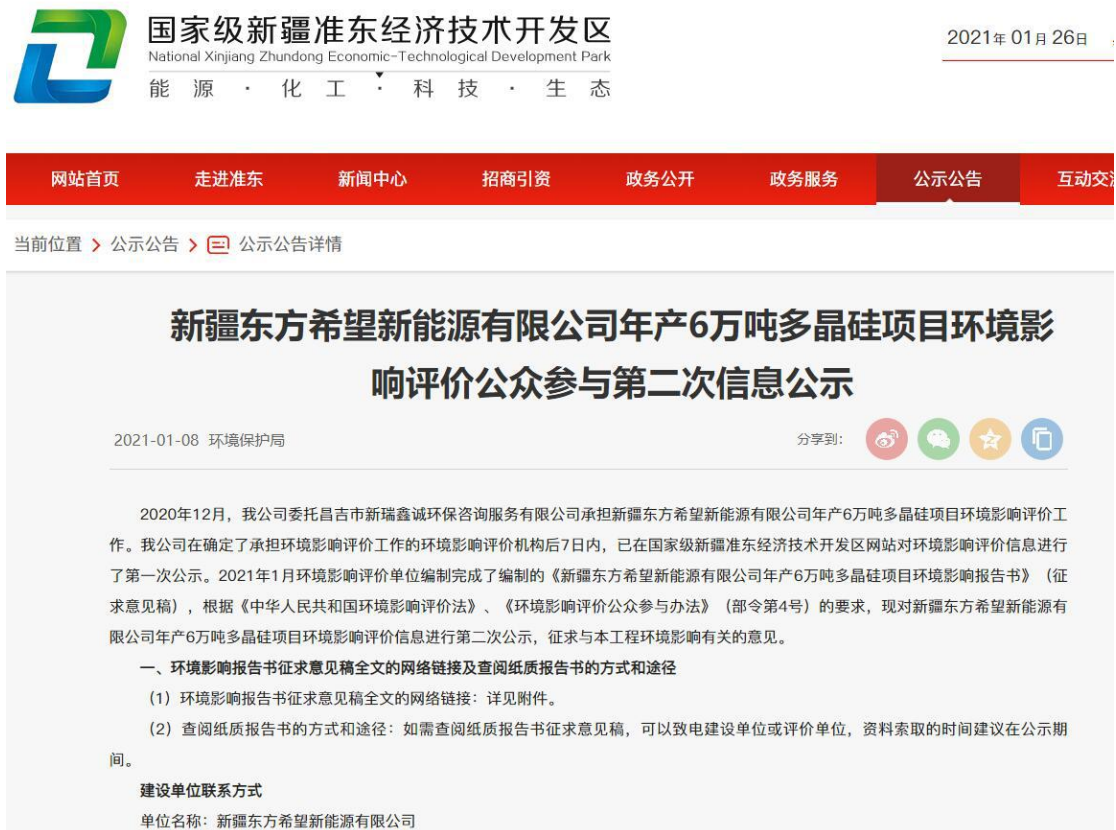 国家级新疆准东经济技术开发区
National Xinjiang Zhundong Economic-Technological Development Park
能 源 · 化 工 · 科 技 · 生 态
2021年 01月 26日
网站首页 走进准东 新闻中心 招商引资 政务公开 政务服务 公示公告 互动交流
当前位置 > 公示公告 > 公示公告详情
新疆东方希望新能源有限公司年产6万吨多晶硅项目环境影
响评价公众参与第二次信息公示
2021-01-08 环境保护局 分享到:
2020年12月，我公司委托昌吉市新瑞鑫诚环保咨询服务有限公司承担新疆东方希望新能源有限公司年产6万吨多晶硅项目环境影响评价工
作。我公司在确定了承担环境影响评价工作的环境影响评价机构后7日内，已在国家级新疆准东经济技术开发区网站对环境影响评价信息进行
了第一次公示。2021年1月环境影响评价单位编制完成了编制的《新疆东方希望新能源有限公司年产6万吨多晶硅项目环境影响报告书》（征
求意见稿），根据《中华人民共和国环境影响评价法》、《环境影响评价公众参与办法》（部令第4号）的要求，现对新疆东方希望新能源有
限公司年产6万吨多晶硅项目环境影响评价信息进行第二次公示，征求与本工程环境影响有关的意见。
一、环境影响报告书征求意见稿全文的网络链接及查阅纸质报告书的方式和途径
（1）环境影响报告书征求意见稿全文的网络链接：详见附件。
（2）查阅纸质报告书的方式和途径：如需查阅纸质报告书征求意见稿，可以致电建设单位或评价单位，资料索取的时间建议在公示期
间。
建设单位联系方式
单位名称：新疆东方希望新能源有限公司